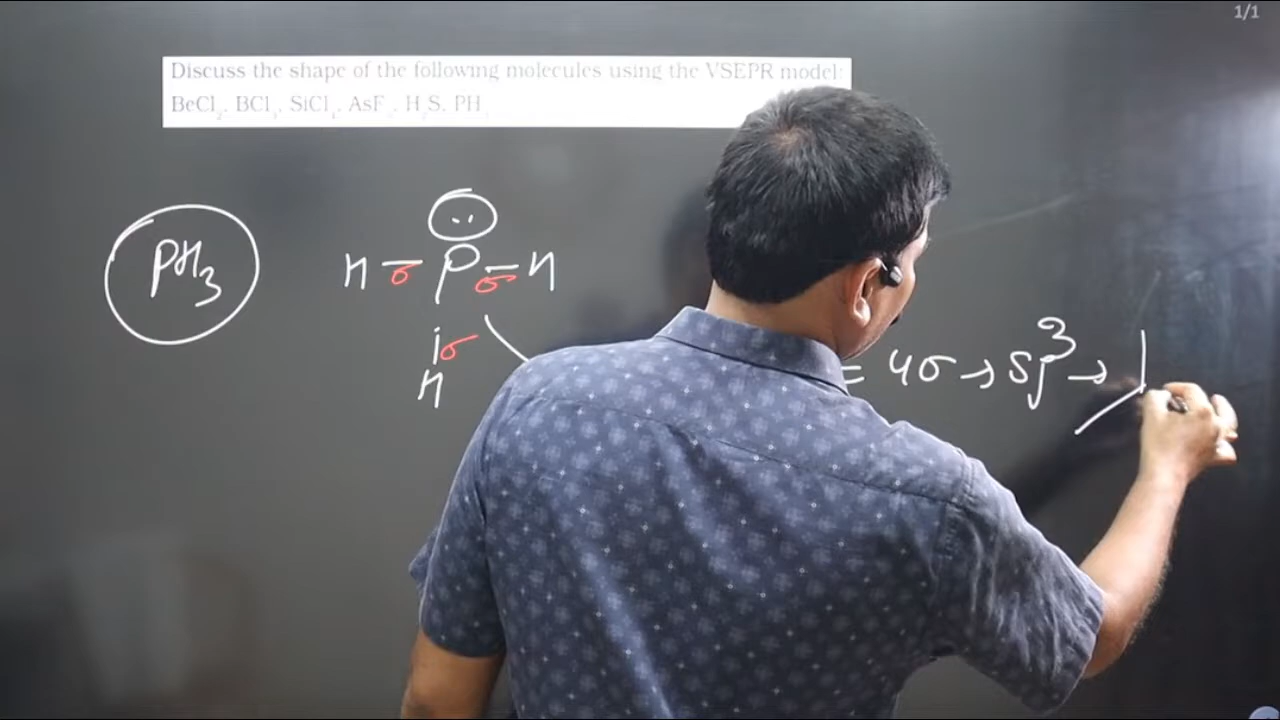 1/1
Discuss the shape of the following molecules using the VSEPR model:
BeCl₂, BCl₃, SiCl₄, AsF₅, H₂S, PH₃
PH₃
··
H – P – H
σ σ
σ
H
= 4σ → sp³ →